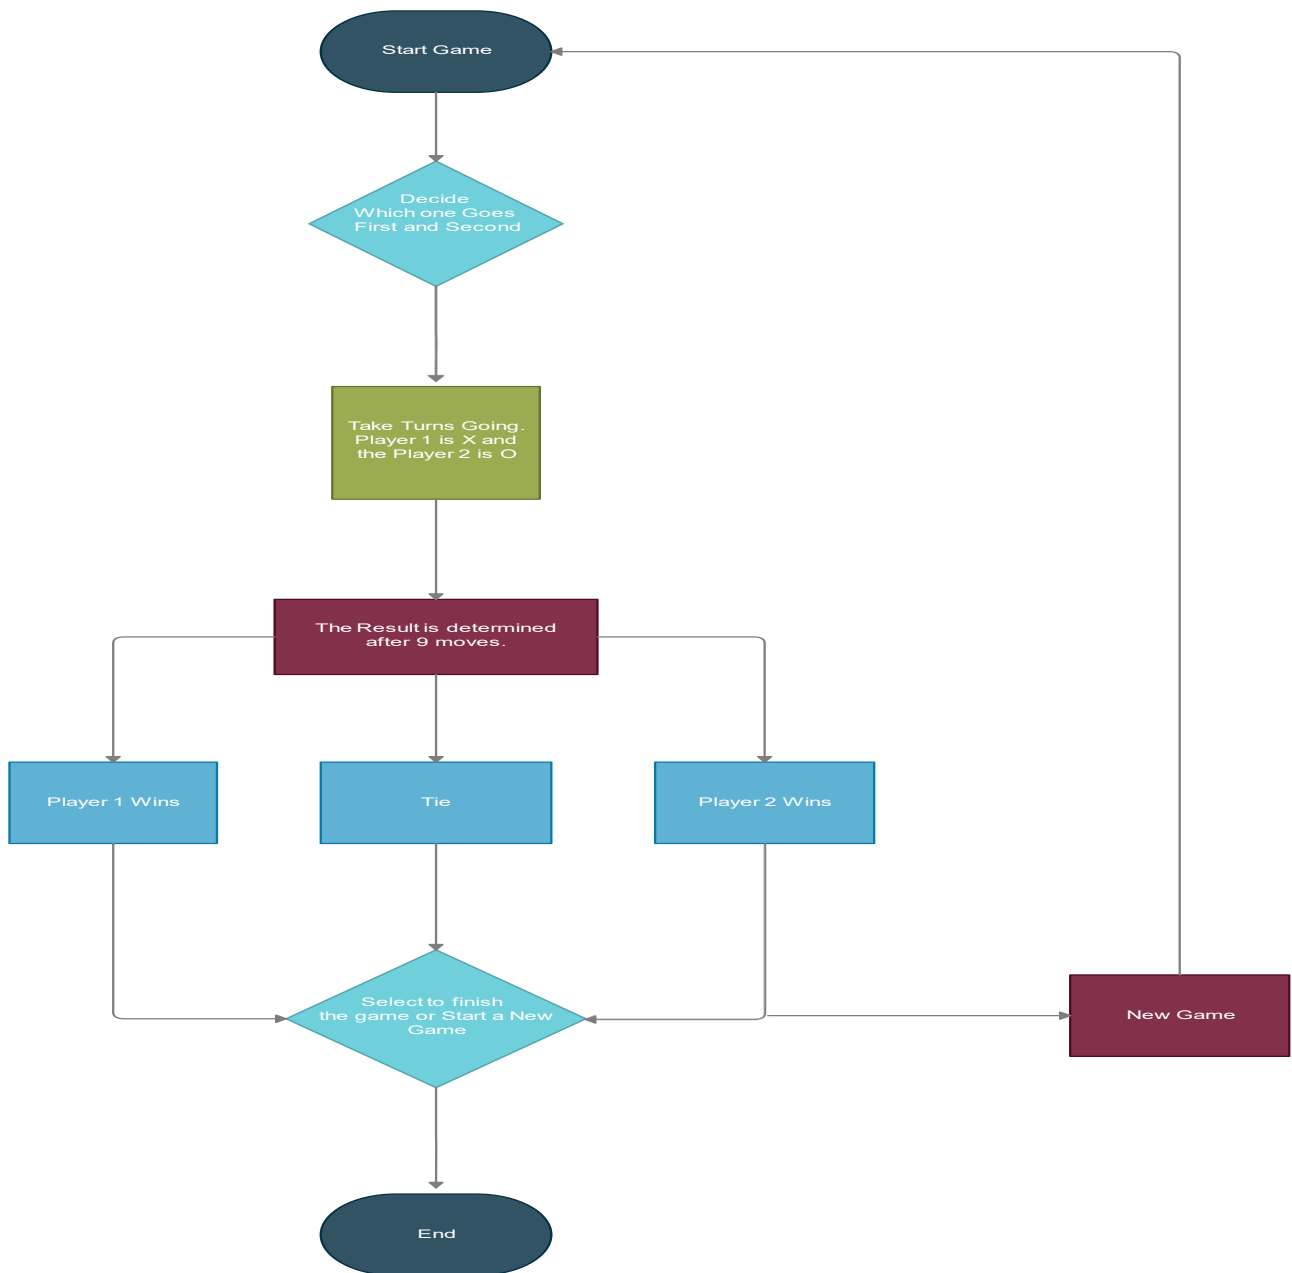 Start Game
Decide
Which one Goes
First and Second
Take Turns Going.
Player 1 is X and
the Player 2 is O
The Result is determined
after 9 moves.
Player 1 Wins
Tie
Player 2 Wins
Select to finish
the game or Start a New
Game
New Game
End